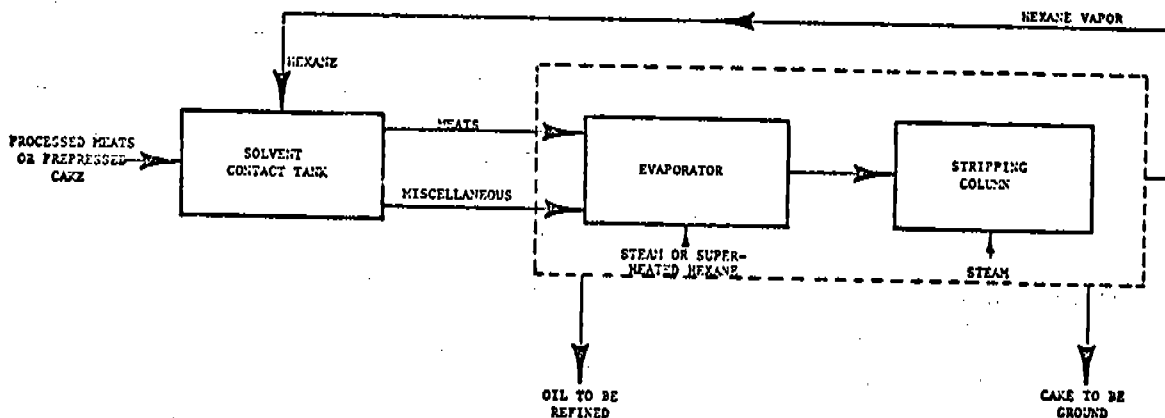 HEXANE VAPOR
HEXANE
PROCESSED MEATS
OR PREPRESSED
CAKE
SOLVENT
CONTACT TANK
MEATS
MISCELLANEOUS
EVAPORATOR
STRIPPING
COLUMN
STEAM OR SUPER-
HEATED HEXANE
STEAM
OIL TO BE
REFINED
CAKE TO BE
GROUND